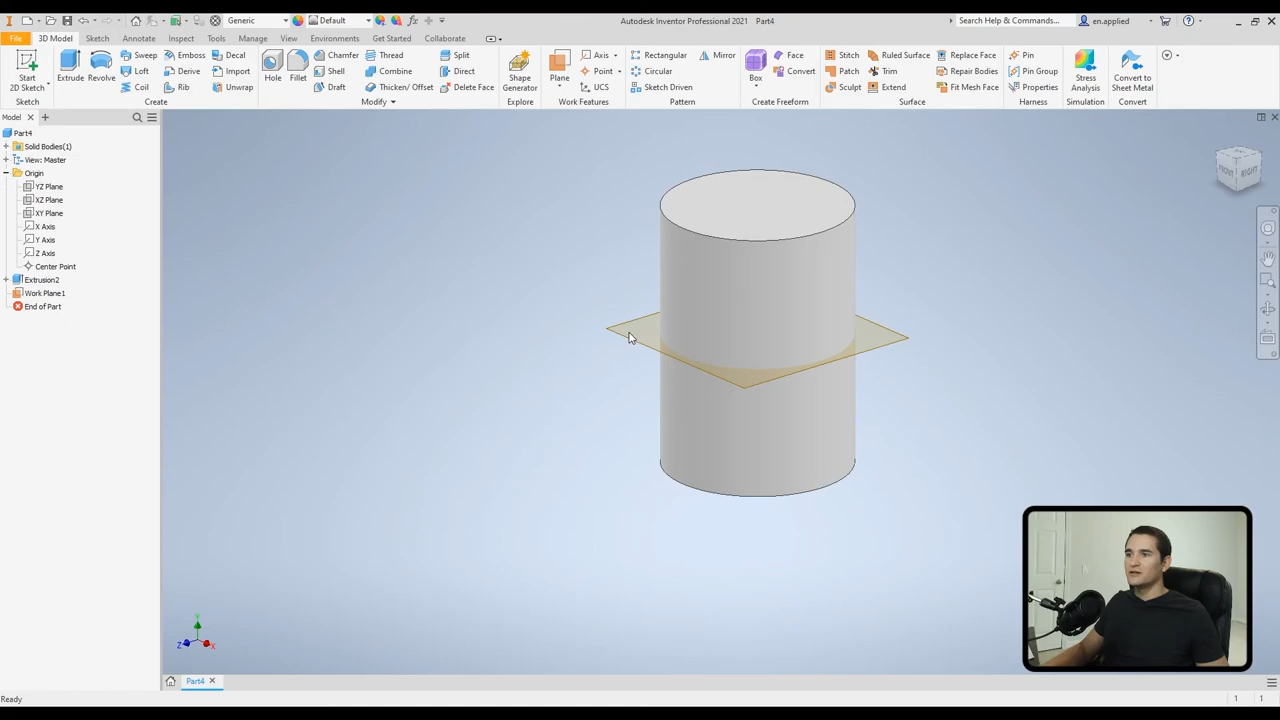 Generic
Default
Autodesk Inventor Professional 2021 Part4
Search Help & Commands...
en.applied
File
3D Model
Sketch
Annotate
Inspect
Tools
Manage
View
Environments
Get Started
Collaborate
Start
2D Sketch
Sketch
Extrude
Revolve
Sweep
Loft
Coil
Emboss
Derive
Rib
Decal
Import
Unwrap
Create
Hole
Fillet
Chamfer
Shell
Draft
Thread
Combine
Thicken/ Offset
Split
Direct
Delete Face
Modify
Shape
Generator
Explore
Plane
Axis
Point
UCS
Work Features
Rectangular
Circular
Sketch Driven
Mirror
Pattern
Box
Face
Convert
Create Freeform
Stitch
Patch
Sculpt
Ruled Surface
Trim
Extend
Replace Face
Repair Bodies
Fit Mesh Face
Surface
Pin
Pin Group
Properties
Harness
Stress
Analysis
Simulation
Convert to
Sheet Metal
Convert
Model
Part4
Solid Bodies(1)
View: Master
Origin
YZ Plane
XZ Plane
XY Plane
X Axis
Y Axis
Z Axis
Center Point
Extrusion2
Work Plane1
End of Part
FRONT
RIGHT
Z
X
Part4
Ready
1
1